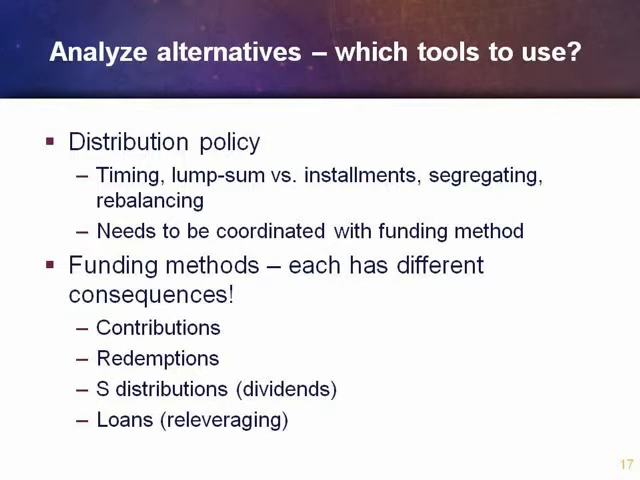 Analyze alternatives – which tools to use?
▪ Distribution policy
– Timing, lump-sum vs. installments, segregating,
rebalancing
– Needs to be coordinated with funding method
▪ Funding methods – each has different
consequences!
– Contributions
– Redemptions
– S distributions (dividends)
– Loans (releveraging)
17